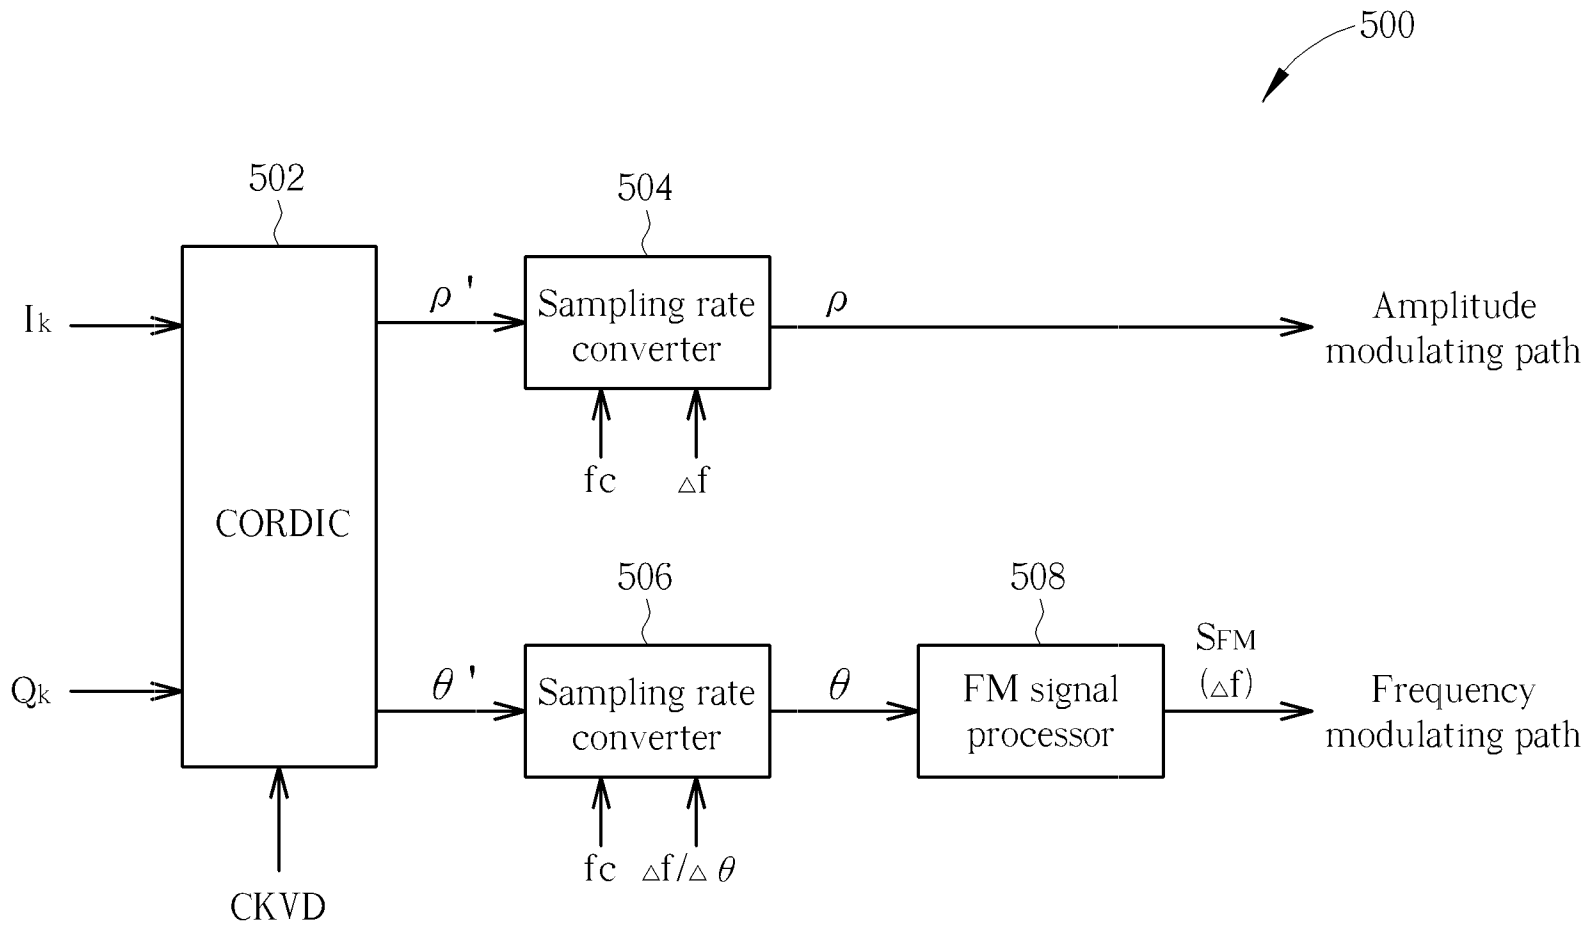 500
502
504
Ik
ρ'
Sampling rate
converter
ρ
Amplitude
modulating path
fc
△f
CORDIC
506
508
Qk
θ'
Sampling rate
converter
θ
FM signal
processor
SFM
(△f)
Frequency
modulating path
fc
△f/△θ
CKVD